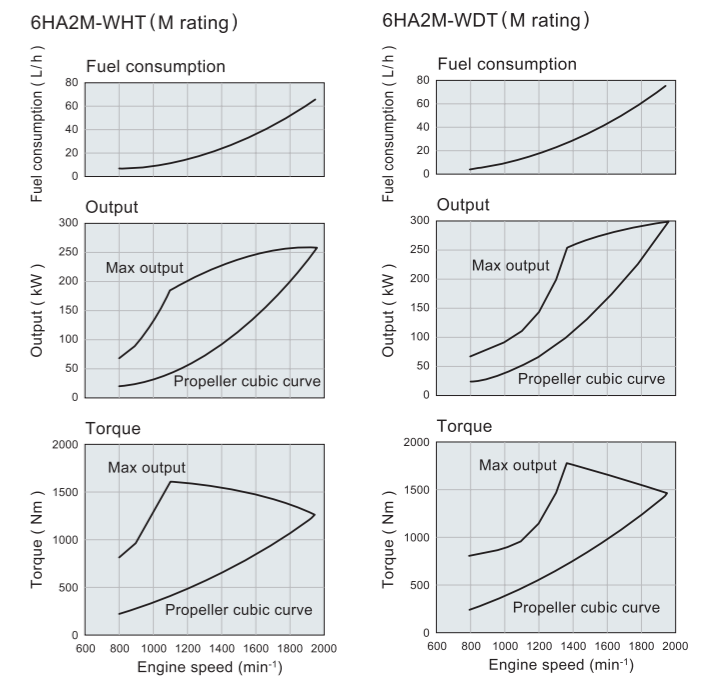 6HA2M-WHT (M rating)
Fuel consumption
Fuel consumption ( L/h )
80
60
40
20
0
Output
Output ( kW )
300
250
200
150
100
50
0
Max output
Propeller cubic curve
Torque
Torque ( Nm )
2000
1500
1000
500
0
Max output
Propeller cubic curve
600 800 1000 1200 1400 1600 1800 2000
Engine speed (min-1)
6HA2M-WDT (M rating)
Fuel consumption
Fuel consumption ( L/h )
80
60
40
20
0
Output
Output ( kW )
300
250
200
150
100
50
0
Max output
Propeller cubic curve
Torque
Torque ( Nm )
2000
1500
1000
500
0
Max output
Propeller cubic curve
600 800 1000 1200 1400 1600 1800 2000
Engine speed (min-1)